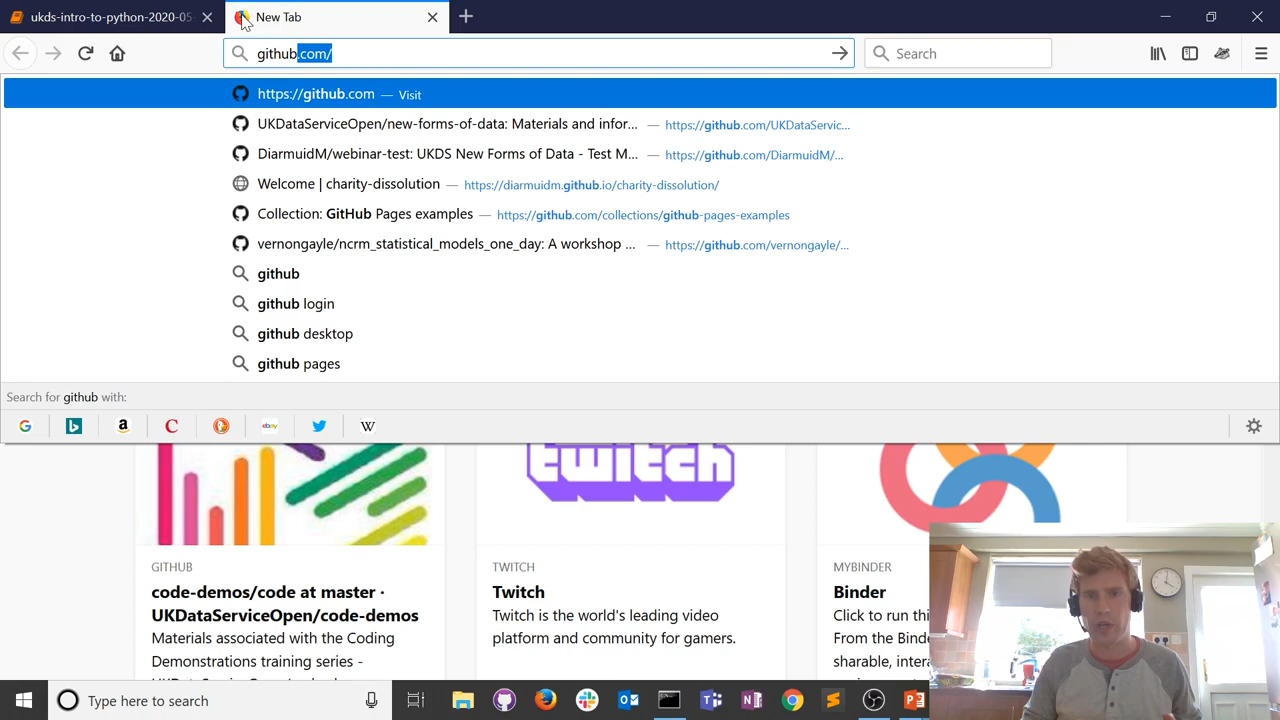 ukds-intro-to-python-2020-05
New Tab
github.com/
Search
https://github.com — Visit
UKDataServiceOpen/new-forms-of-data: Materials and infor... — https://github.com/UKDataServic...
DiarmuidM/webinar-test: UKDS New Forms of Data - Test M... — https://github.com/DiarmuidM/...
Welcome | charity-dissolution — https://diarmuidm.github.io/charity-dissolution/
Collection: GitHub Pages examples — https://github.com/collections/github-pages-examples
vernongayle/ncrm_statistical_models_one_day: A workshop ... — https://github.com/vernongayle/...
github
github login
github desktop
github pages
Search for github with:
ebay
twitch
GITHUB
code-demos/code at master ·
UKDataServiceOpen/code-demos
Materials associated with the Coding
Demonstrations training series -
TWITCH
Twitch
Twitch is the world's leading video
platform and community for gamers.
MYBINDER
Binder
Click to run thi
From the Bind
sharable, intera
Type here to search